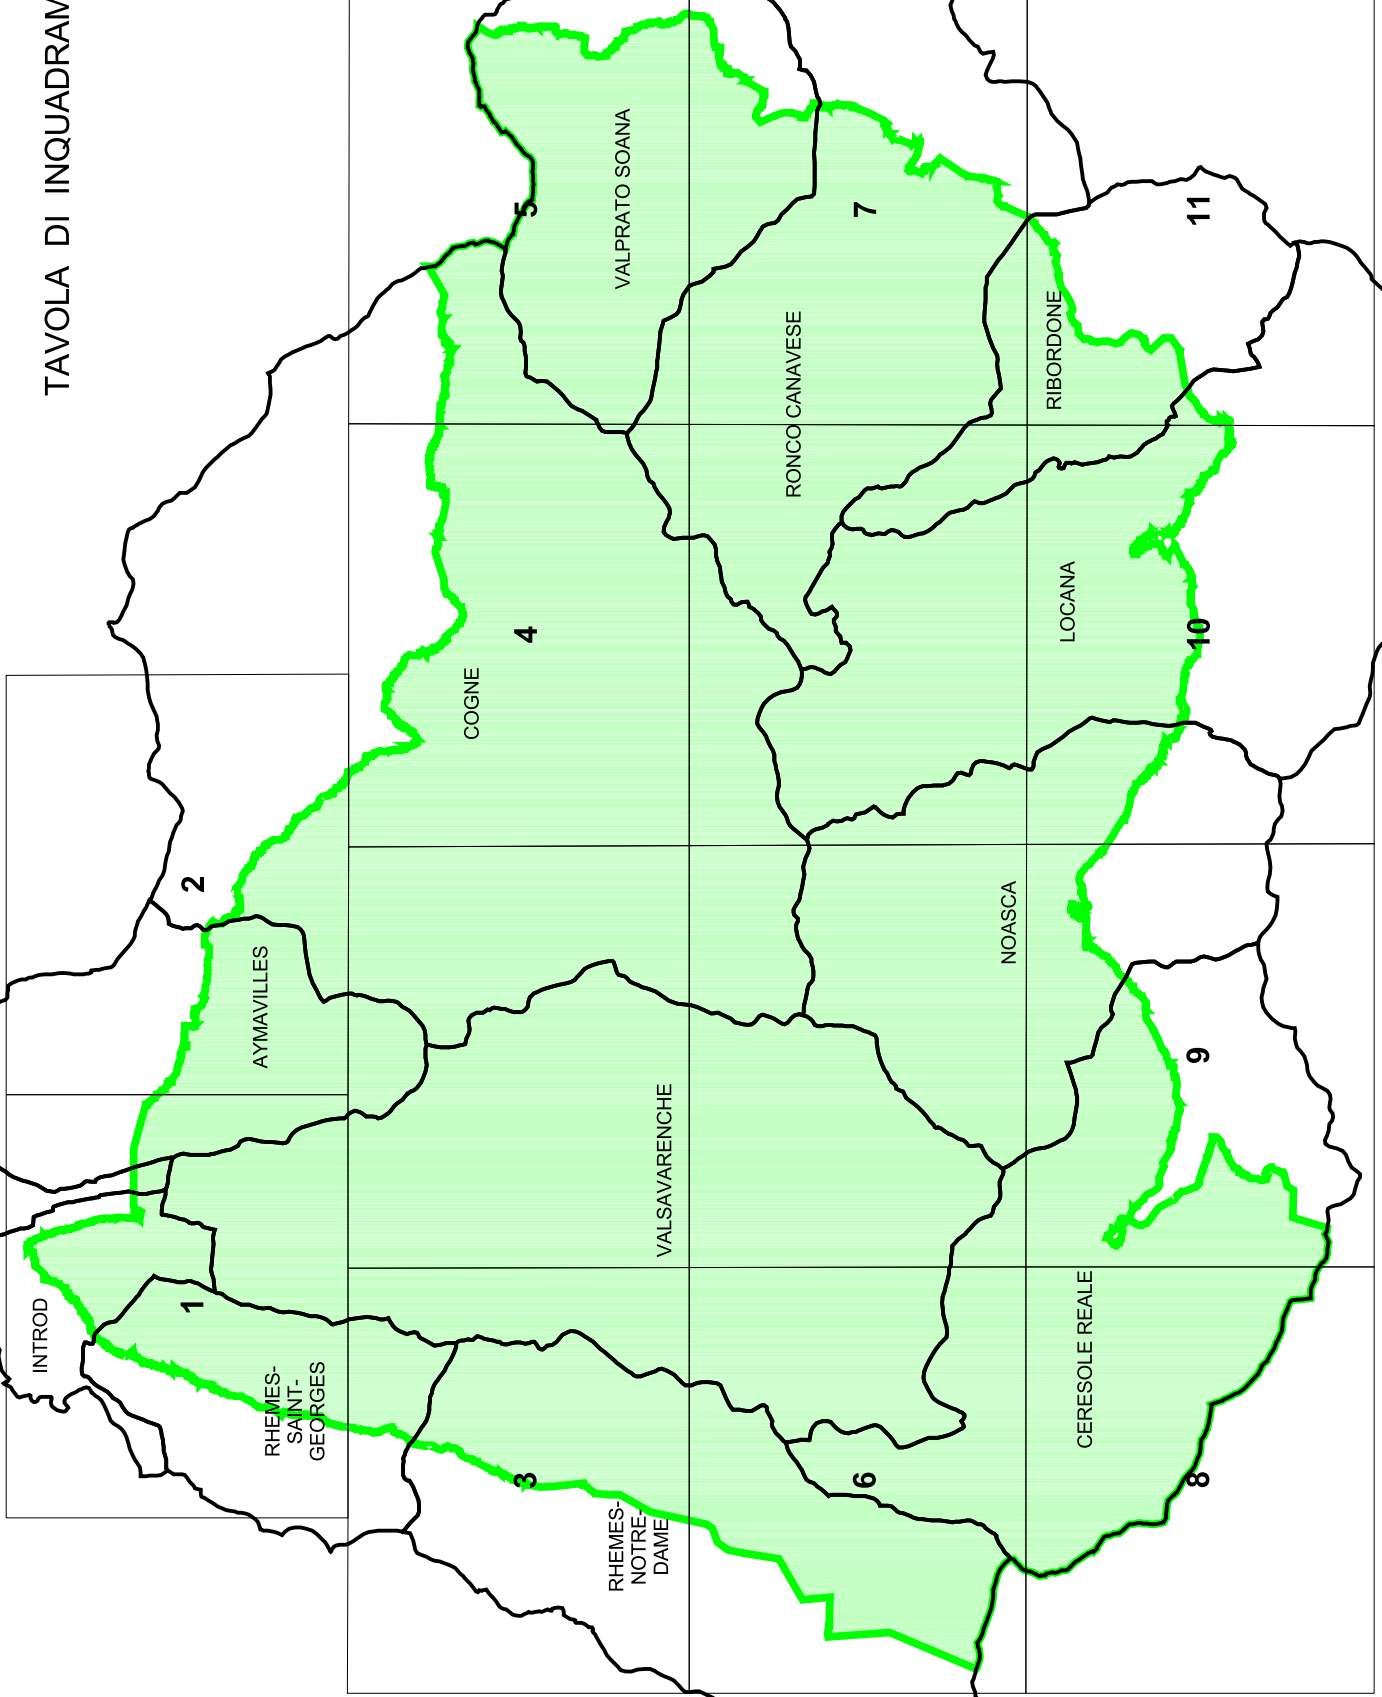 TAVOLA DI INQUADRAM
INTROD
1
RHEMES-
SAINT-
GEORGES
AYMAVILLES
2
COGNE
3
4
5
VALPRATO SOANA
RHEMES-
NOTRE-
DAME
VALSAVARENCHE
6
RONCO CANAVESE
7
NOASCA
CERESOLE REALE
LOCANA
RIBORDONE
8
9
10
11